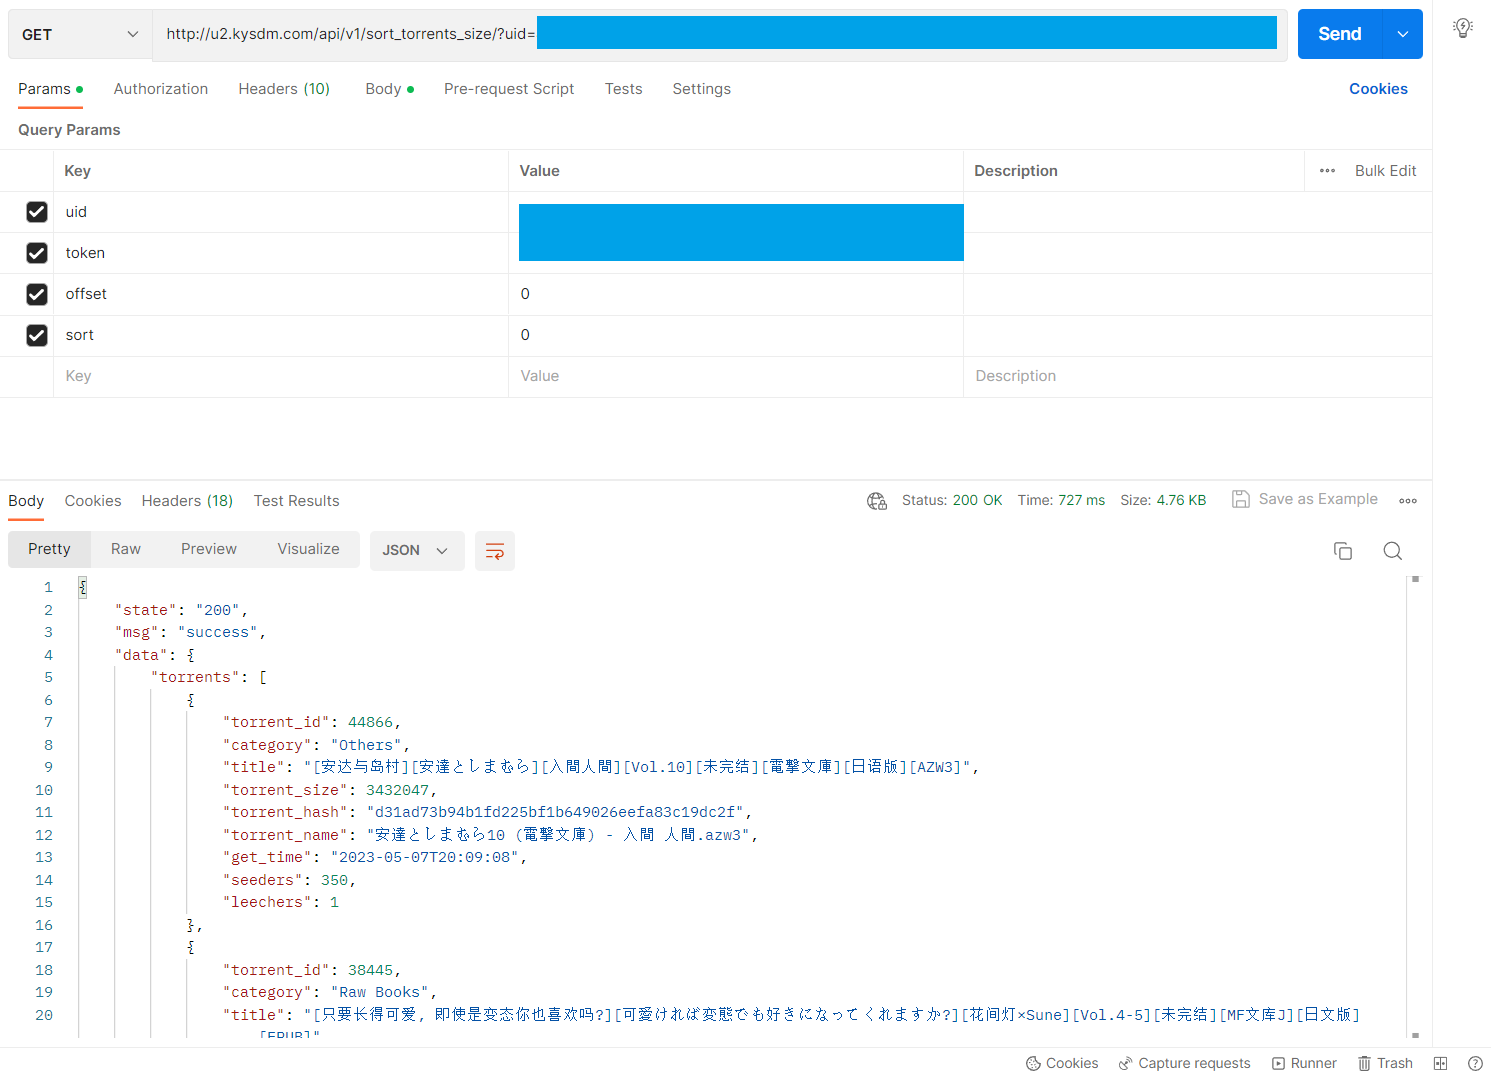 GET
http://u2.kysdm.com/api/v1/sort_torrents_size/?uid=
Send
Params Authorization Headers (10) Body Pre-request Script Tests Settings Cookies
Query Params
Key Value Description ••• Bulk Edit
uid
token
offset 0
sort 0
Key Value Description
Body Cookies Headers (18) Test Results Status: 200 OK Time: 727 ms Size: 4.76 KB Save as Example
Pretty Raw Preview Visualize JSON
1 {
2 "state": "200",
3 "msg": "success",
4 "data": {
5 "torrents": [
6 {
7 "torrent_id": 44866,
8 "category": "Others",
9 "title": "[安达与岛村][安達としまむら][入間人間][Vol.10][未完结][電撃文庫][日语版][AZW3]",
10 "torrent_size": 3432047,
11 "torrent_hash": "d31ad73b94b1fd225bf1b649026eefa83c19dc2f",
12 "torrent_name": "安達としまむら10 (電撃文庫) - 入間 人間.azw3",
13 "get_time": "2023-05-07T20:09:08",
14 "seeders": 350,
15 "leechers": 1
16 },
17 {
18 "torrent_id": 38445,
19 "category": "Raw Books",
20 "title": "[只要长得可爱, 即使是变态你也喜欢吗?][可愛ければ変態でも好きになってくれますか?][花间灯×Sune][Vol.4-5][未完结][MF文库J][日文版]
[EPUB]"
Cookies Capture requests Runner Trash